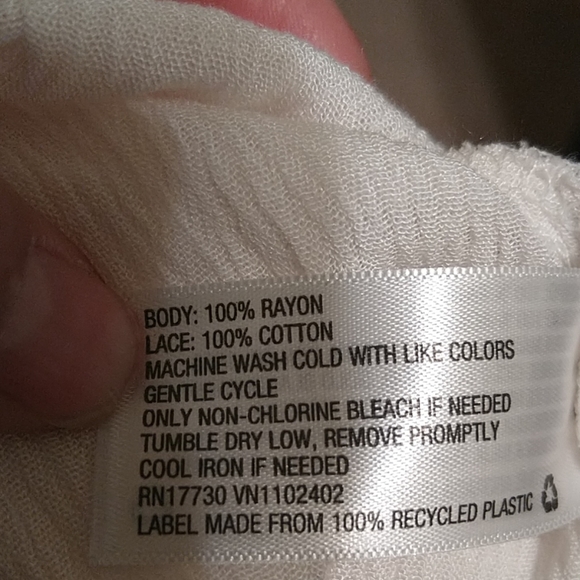 BODY: 100% RAYON
LACE: 100% COTTON
MACHINE WASH COLD WITH LIKE COLORS
GENTLE CYCLE
ONLY NON-CHLORINE BLEACH IF NEEDED
TUMBLE DRY LOW, REMOVE PROMPTLY
COOL IRON IF NEEDED
RN17730 VN1102402
LABEL MADE FROM 100% RECYCLED PLASTIC